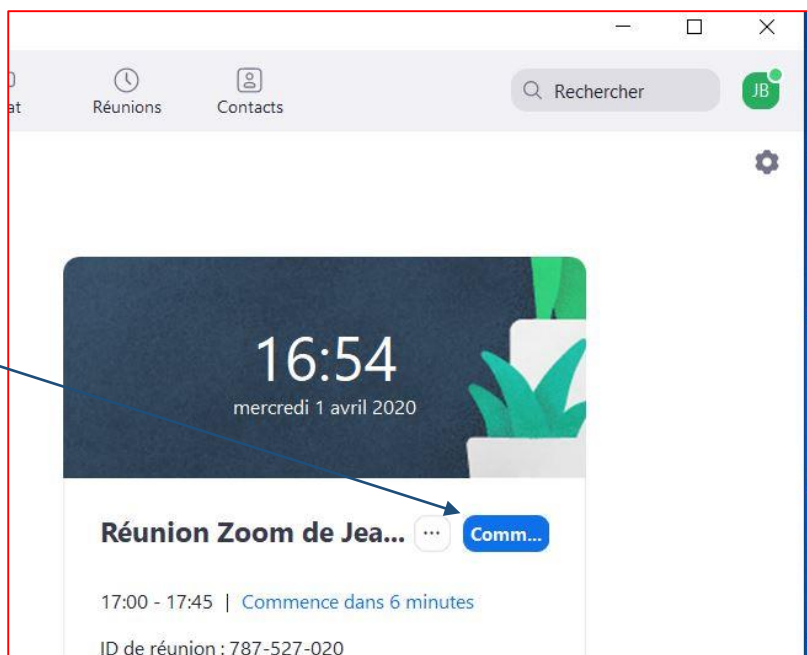 at Réunions Contacts Rechercher JB
16:54
mercredi 1 avril 2020
Réunion Zoom de Jea... ... Comm...
17:00 - 17:45 | Commence dans 6 minutes
ID de réunion : 787-527-020